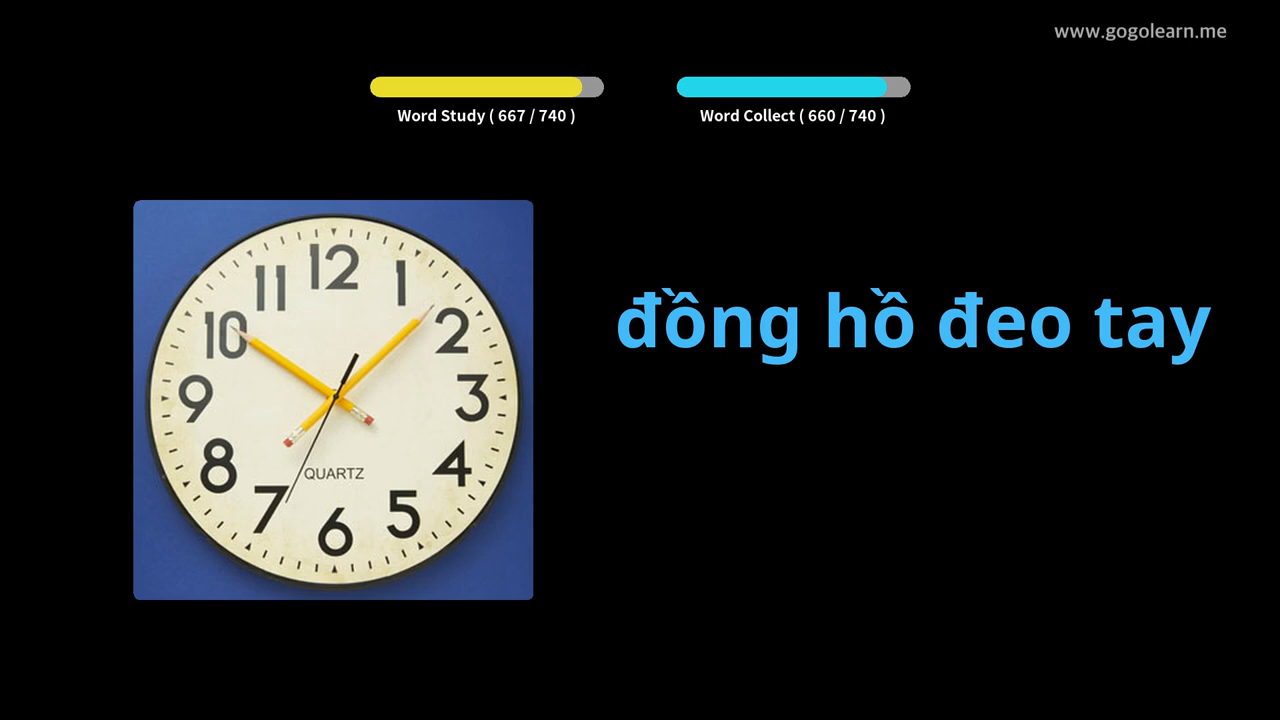 www.gogolearn.me
Word Study ( 667 / 740 )
Word Collect ( 660 / 740 )
12
11
1
10
2
9
3
8
4
QUARTZ
7
5
6
đồng hồ đeo tay